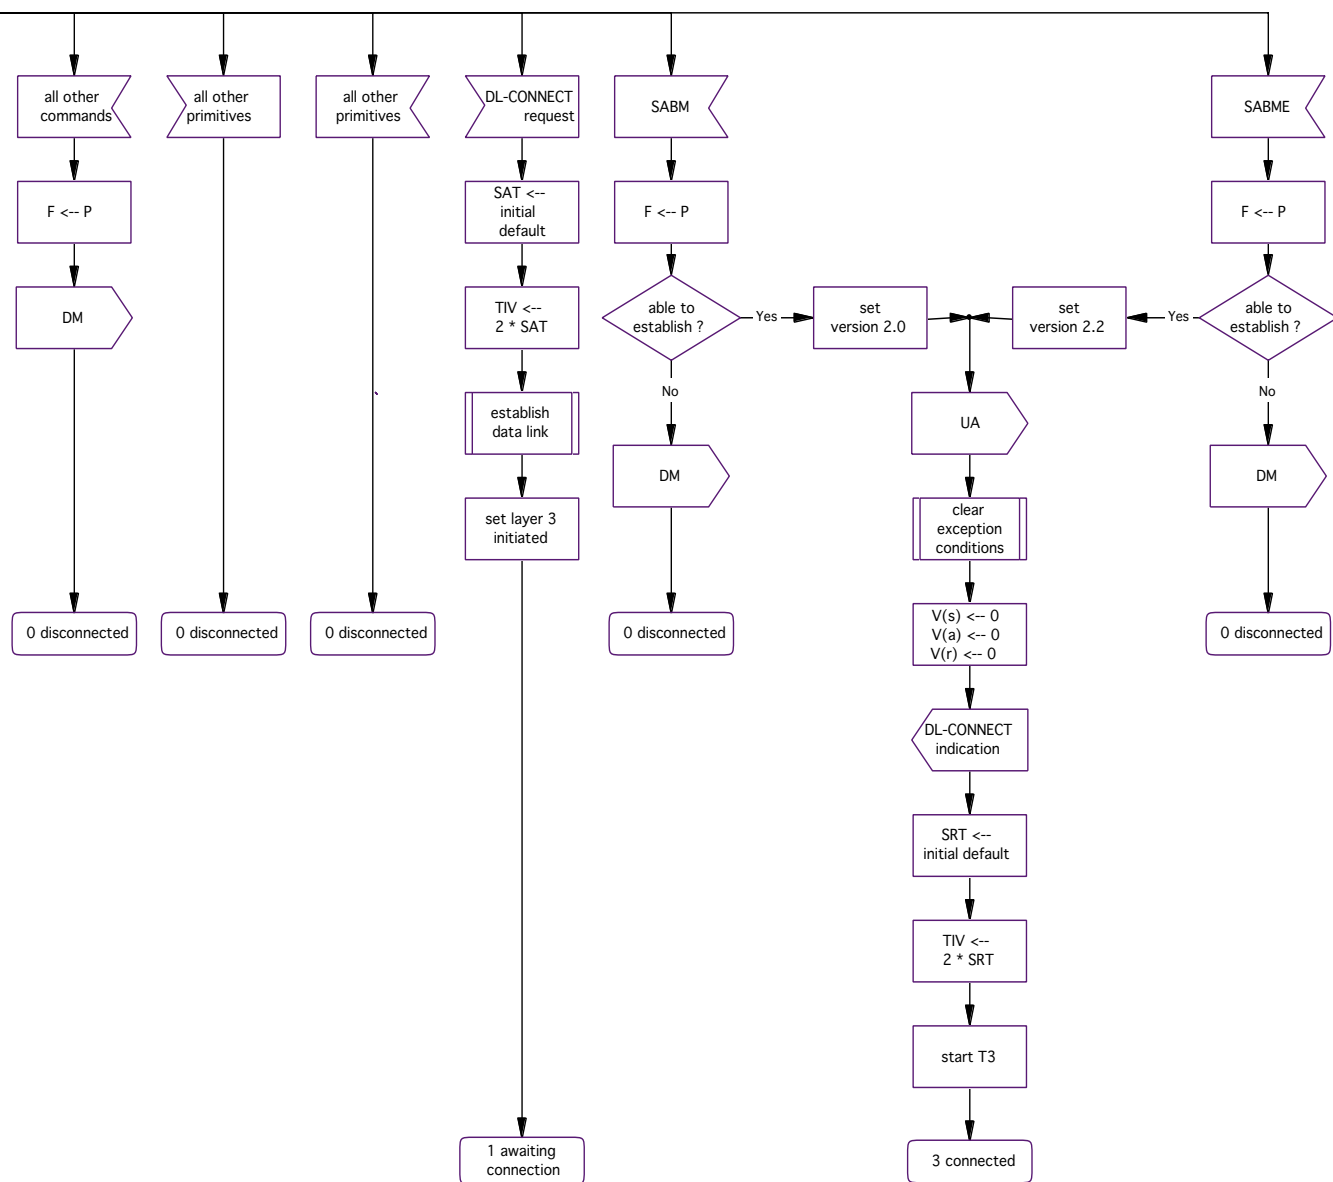 all other
commands
all other
primitives
all other
primitives
DL-CONNECT
request
SABM
SABME
F <-- P
SAT <--
initial
default
F <-- P
F <-- P
DM
TIV <--
2 * SAT
able to
establish ?
Yes
set
version 2.0
set
version 2.2
Yes
able to
establish ?
No
No
establish
data link
UA
DM
DM
set layer 3
initiated
clear
exception
conditions
0 disconnected
0 disconnected
0 disconnected
0 disconnected
V(s) <-- 0
V(a) <-- 0
V(r) <-- 0
0 disconnected
DL-CONNECT
indication
SRT <--
initial default
TIV <--
2 * SRT
start T3
1 awaiting
connection
3 connected